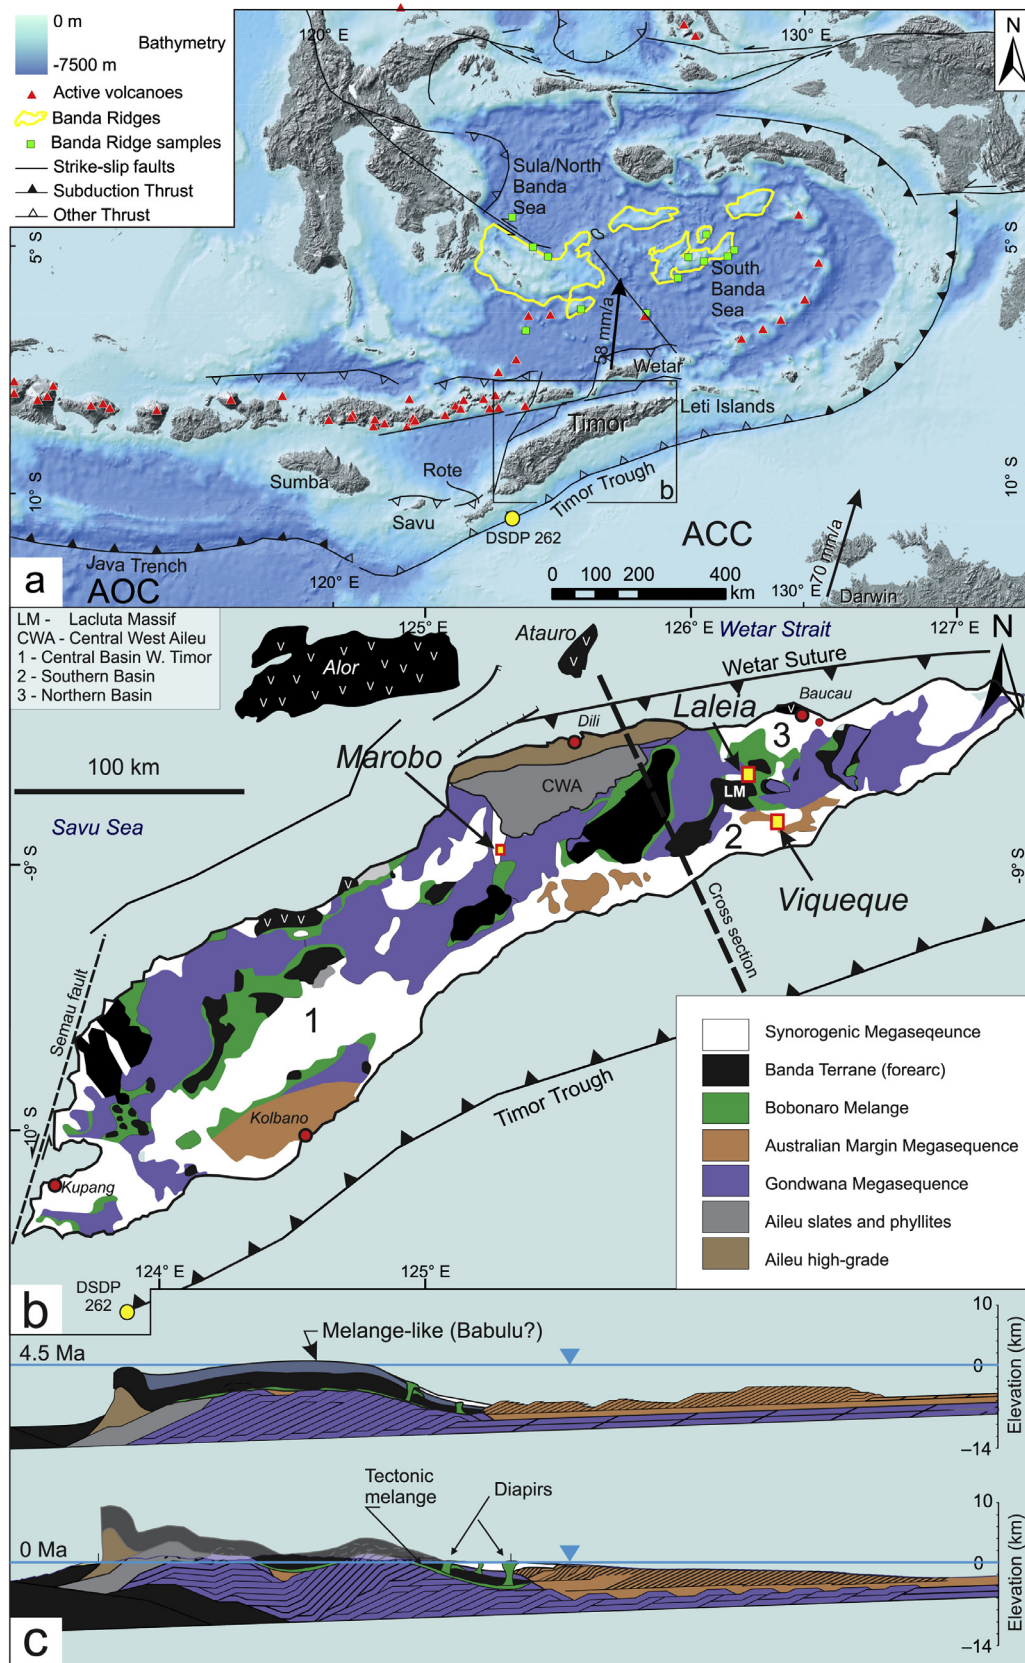 0 m
Bathymetry
-7500 m
Active volcanoes
Banda Ridges
Banda Ridge samples
Strike-slip faults
Subduction Thrust
Other Thrust
120° E
130° E
N
Sula/North
Banda
Sea
5° S
5° S
South
Banda
Sea
58 mm/a
Wetar
Leti Islands
Timor
Rote
Sumba
Savu
b
Timor Trough
10° S
10° S
DSDP 262
ACC
70 mm/a
Java Trench
AOC
120° E
0 100 200 400
km
130° E
Darwin
a
LM - Lacluta Massif
CWA - Central West Aileu
1 - Central Basin W. Timor
2 - Southern Basin
3 - Northern Basin
125° E
126° E
127° E
Wetar Strait
N
Alor
V V V V V V V V V V V V V V V V
Atauro
V
V
Wetar Suture
Dili
Laleia
Baucau
V
3
Marobo
100 km
CWA
LM
2
Savu Sea
-9° S
-9° S
Viqueque
Cross section
V
V V V
Semau fault
1
Timor Trough
Kolbano
-10° S
Kupang
Synorogenic Megaseqeunce
Banda Terrane (forearc)
Bobonaro Melange
Australian Margin Megasequence
Gondwana Megasequence
Aileu slates and phyllites
Aileu high-grade
124° E
125° E
DSDP
262
b
Melange-like (Babulu?)
4.5 Ma
10
0
-14
Elevation (km)
Tectonic
melange
Diapirs
0 Ma
10
0
-14
Elevation (km)
c